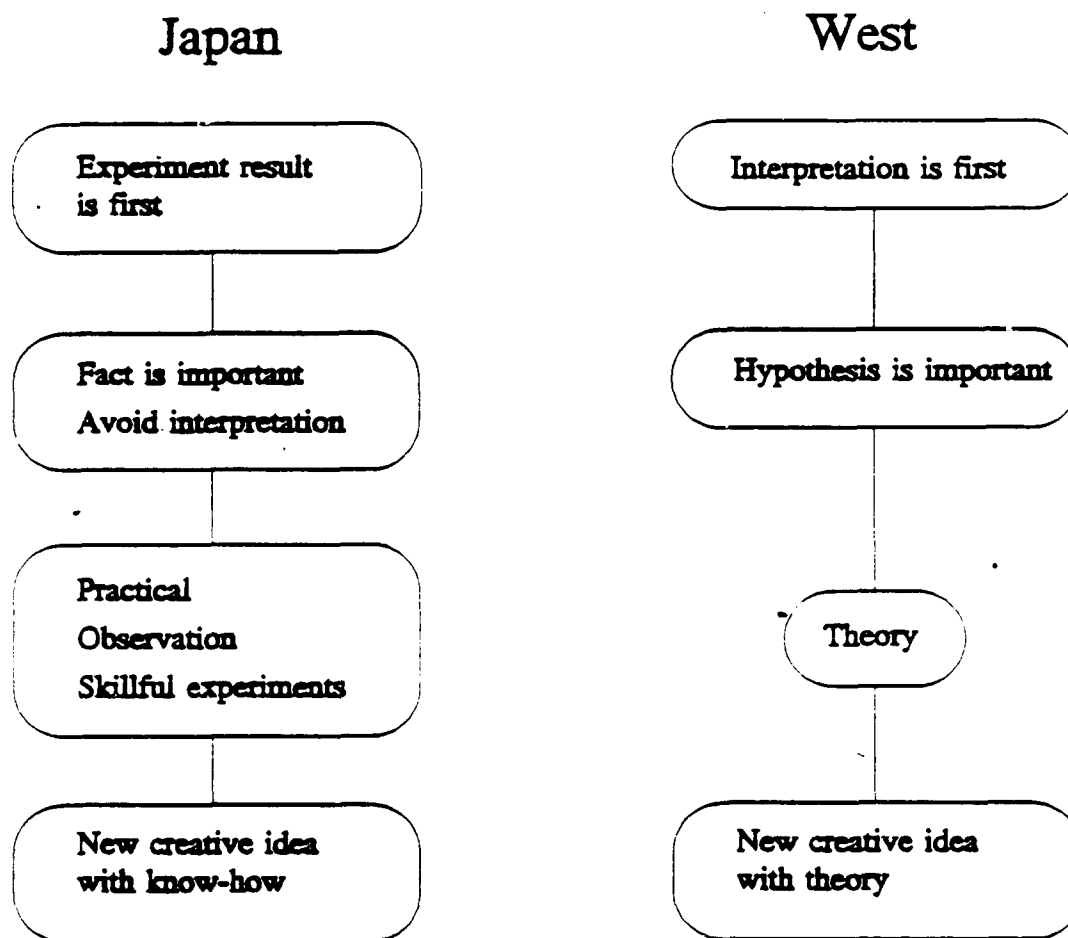 Japan
Experiment result
is first
Fact is important
Avoid interpretation
Practical
Observation
Skillful experiments
New creative idea
with know-how
West
Interpretation is first
Hypothesis is important
Theory
New creative idea
with theory